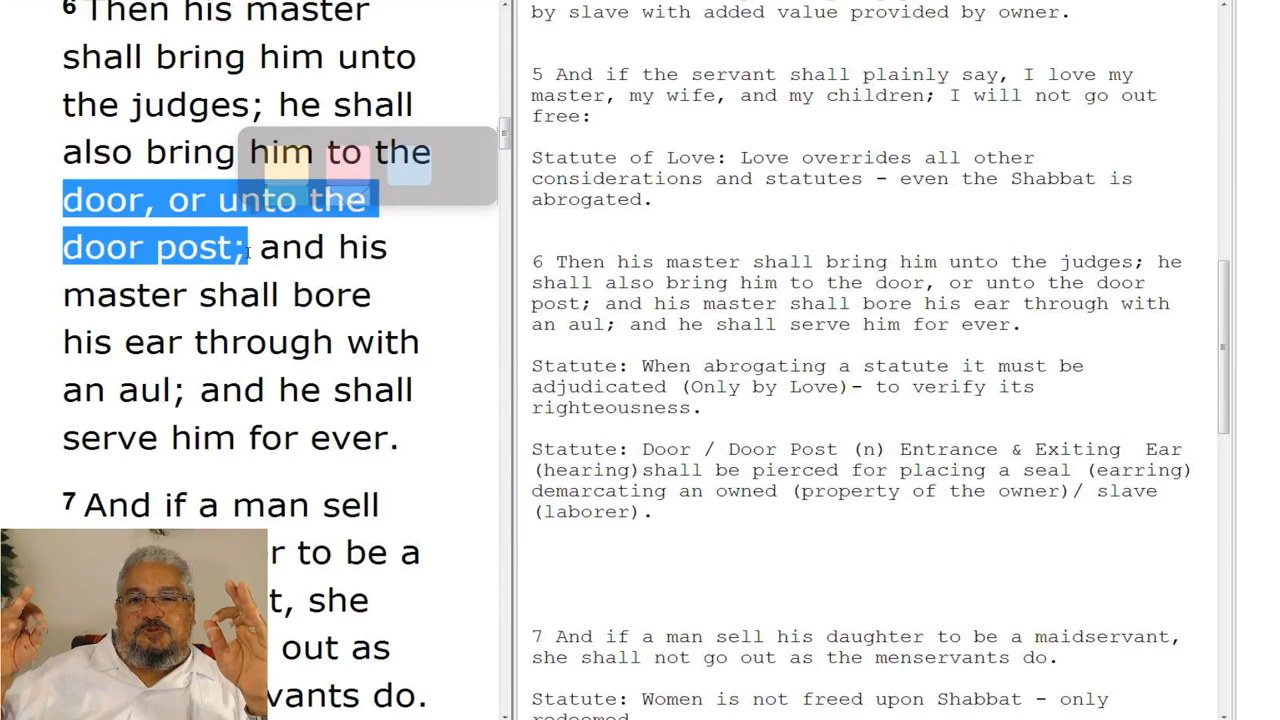 6 Then his master
shall bring him unto
the judges; he shall
also bring him to the
door, or unto the
door post; and his
master shall bore
his ear through with
an aul; and he shall
serve him for ever.
7 And if a man sell
r to be a
t, she
out as
vants do.
by slave with added value provided by owner.
5 And if the servant shall plainly say, I love my
master, my wife, and my children; I will not go out
free:
Statute of Love: Love overrides all other
considerations and statutes - even the Shabbat is
abrogated.
6 Then his master shall bring him unto the judges; he
shall also bring him to the door, or unto the door
post; and his master shall bore his ear through with
an aul; and he shall serve him for ever.
Statute: When abrogating a statute it must be
adjudicated (Only by Love)- to verify its
righteousness.
Statute: Door / Door Post (n) Entrance & Exiting Ear
(hearing)shall be pierced for placing a seal (earring)
demarcating an owned (property of the owner)/ slave
(laborer).
7 And if a man sell his daughter to be a maidservant,
she shall not go out as the menservants do.
Statute: Women is not freed upon Shabbat - only
redeemed